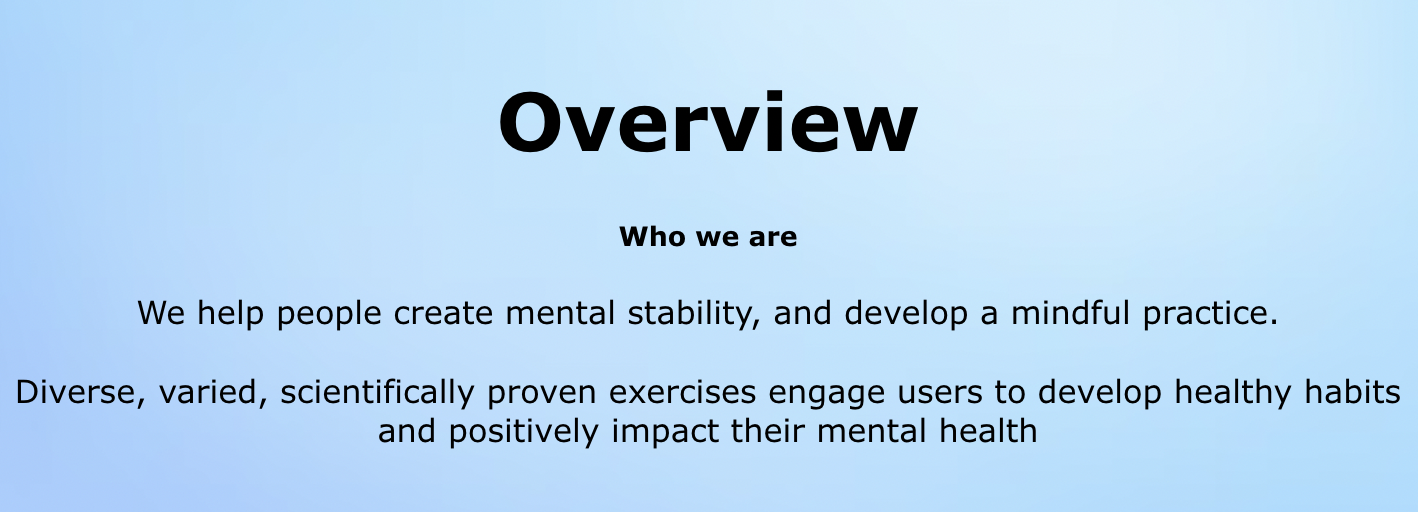 Overview
Who we are
We help people create mental stability, and develop a mindful practice.
Diverse, varied, scientifically proven exercises engage users to develop healthy habits
and positively impact their mental health